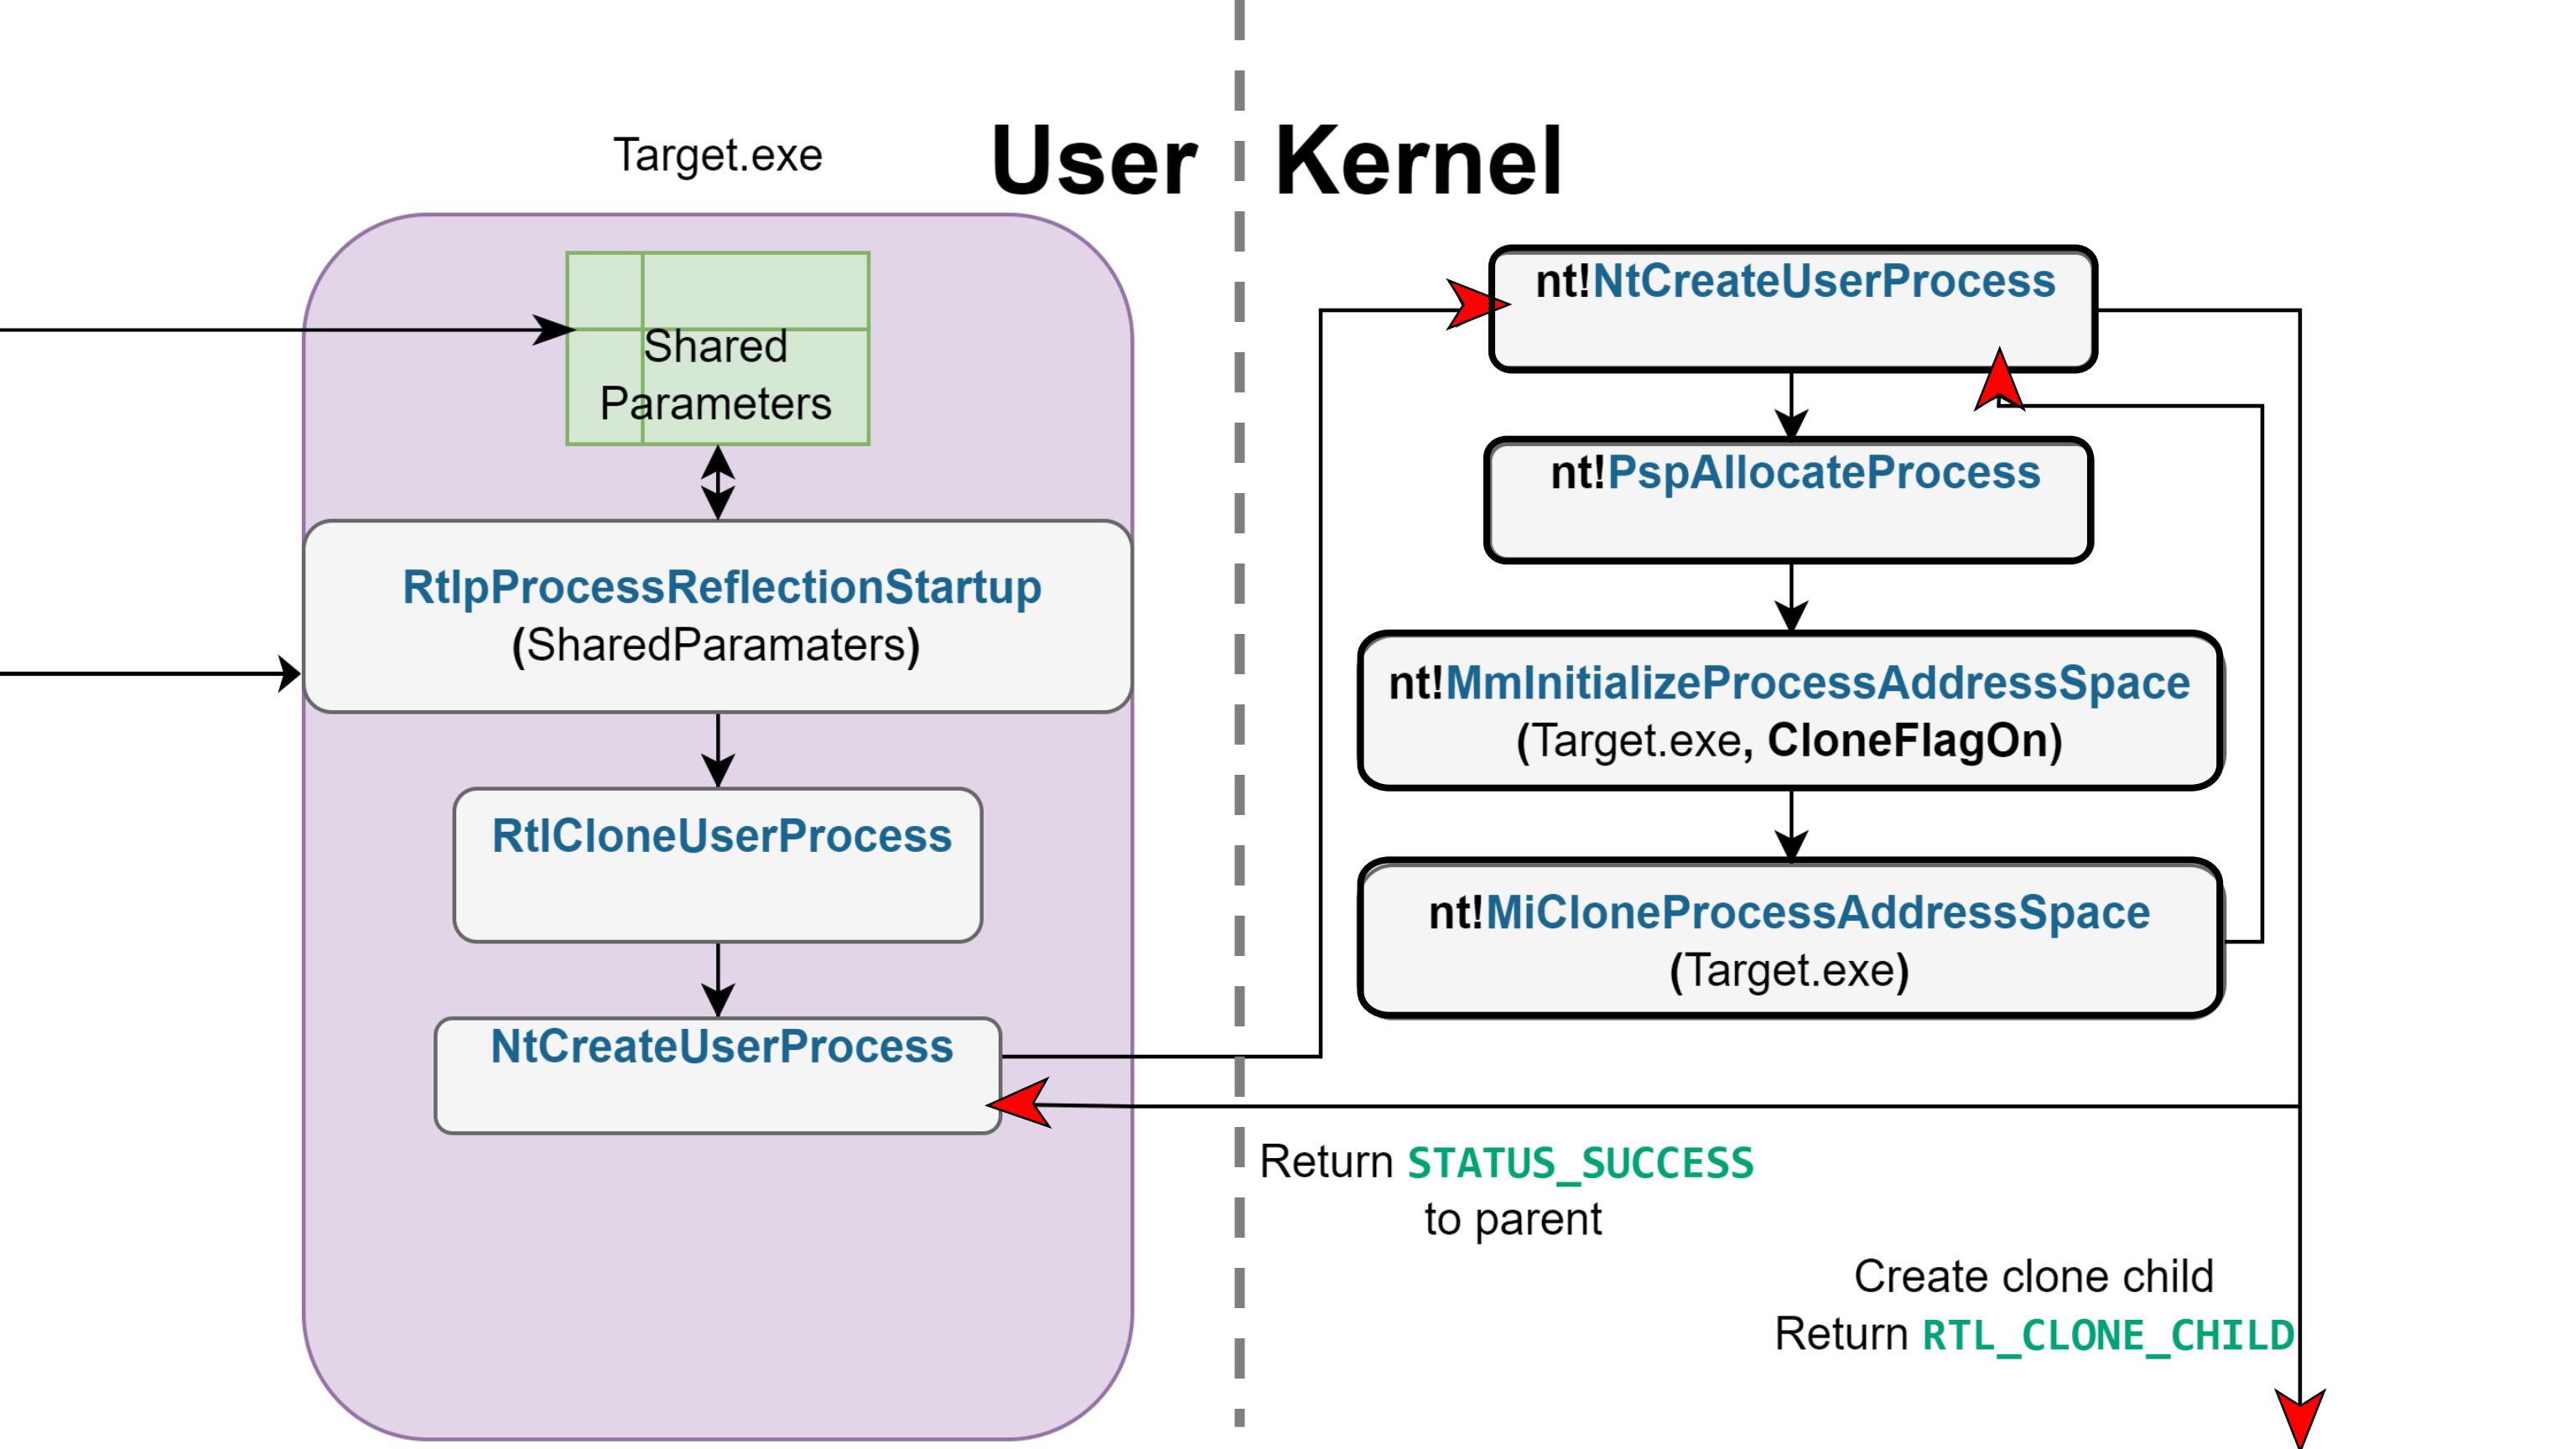 User
Kernel
Target.exe
Shared
Parameters
RtlpProcessReflectionStartup
(SharedParamaters)
RtlCloneUserProcess
NtCreateUserProcess
nt!NtCreateUserProcess
nt!PspAllocateProcess
nt!MmInitializeProcessAddressSpace
(Target.exe, CloneFlagOn)
nt!MiCloneProcessAddressSpace
(Target.exe)
Return STATUS_SUCCESS
to parent
Create clone child
Return RTL_CLONE_CHILD